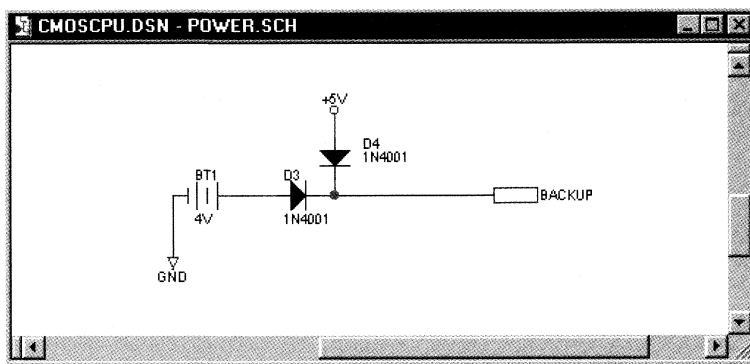 CMOSCPU.DSN - POWER.SCH
+5V
D4
1N4001
BT1
D3
BACKUP
4V
1N4001
GND